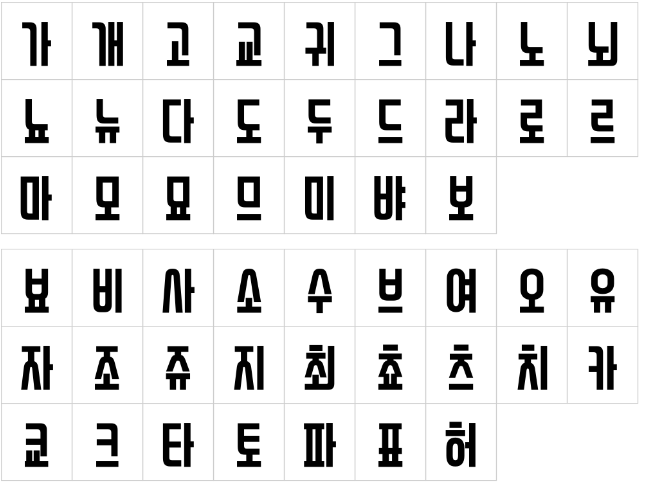 가 개 고 교 귀 그 나 노 뇌
뇨 뉴 다 도 두 드 라 로 르
마 모 묘 므 미 뱌 보
뵤 비 사 소 수 브 여 오 유
자 조 쥬 지 최 쵸 츠 치 카
쿄 크 타 토 파 표 허